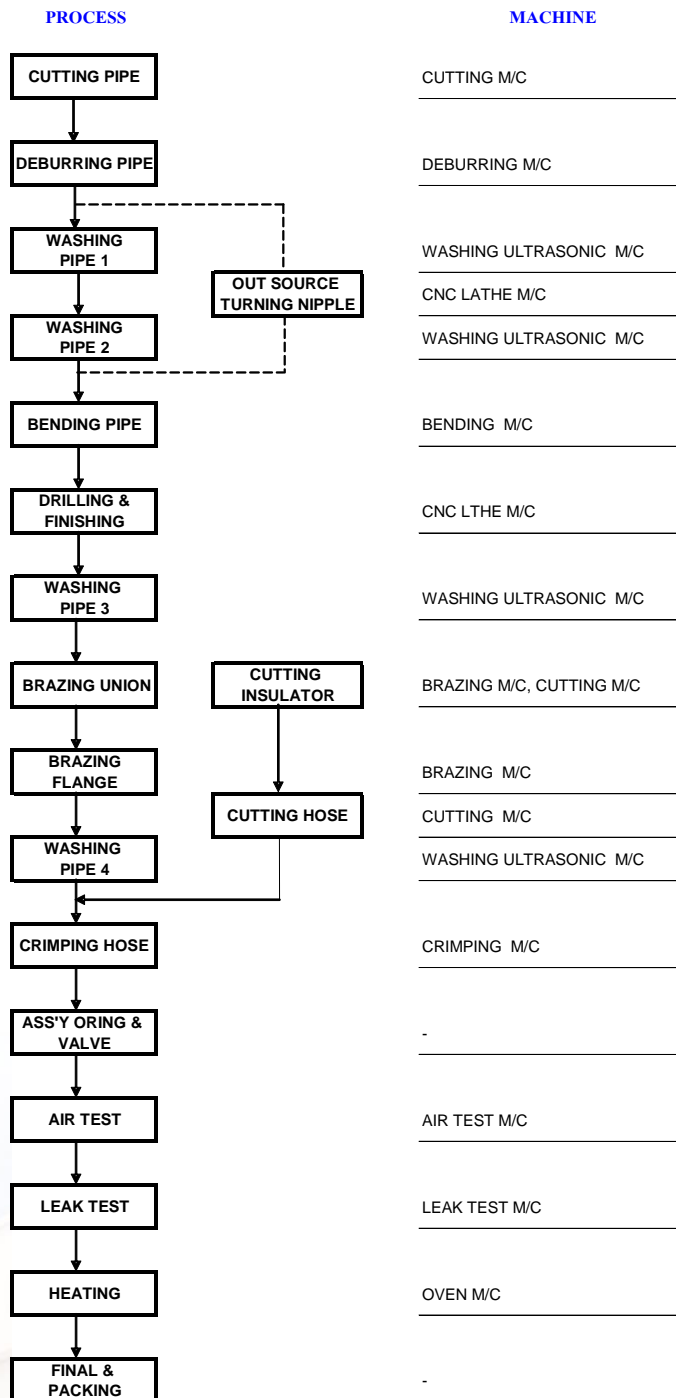 PROCESS
MACHINE
CUTTING PIPE
CUTTING M/C
DEBURRING PIPE
DEBURRING M/C
WASHING
PIPE 1
WASHING ULTRASONIC M/C
OUT SOURCE
TURNING NIPPLE
CNC LATHE M/C
WASHING
PIPE 2
WASHING ULTRASONIC M/C
BENDING PIPE
BENDING M/C
DRILLING &
FINISHING
CNC LTHE M/C
WASHING
PIPE 3
WASHING ULTRASONIC M/C
BRAZING UNION
CUTTING
INSULATOR
BRAZING M/C, CUTTING M/C
BRAZING
FLANGE
BRAZING M/C
CUTTING HOSE
CUTTING M/C
WASHING
PIPE 4
WASHING ULTRASONIC M/C
CRIMPING HOSE
CRIMPING M/C
ASS'Y ORING &
VALVE
-
AIR TEST
AIR TEST M/C
LEAK TEST
LEAK TEST M/C
HEATING
OVEN M/C
FINAL &
PACKING
-